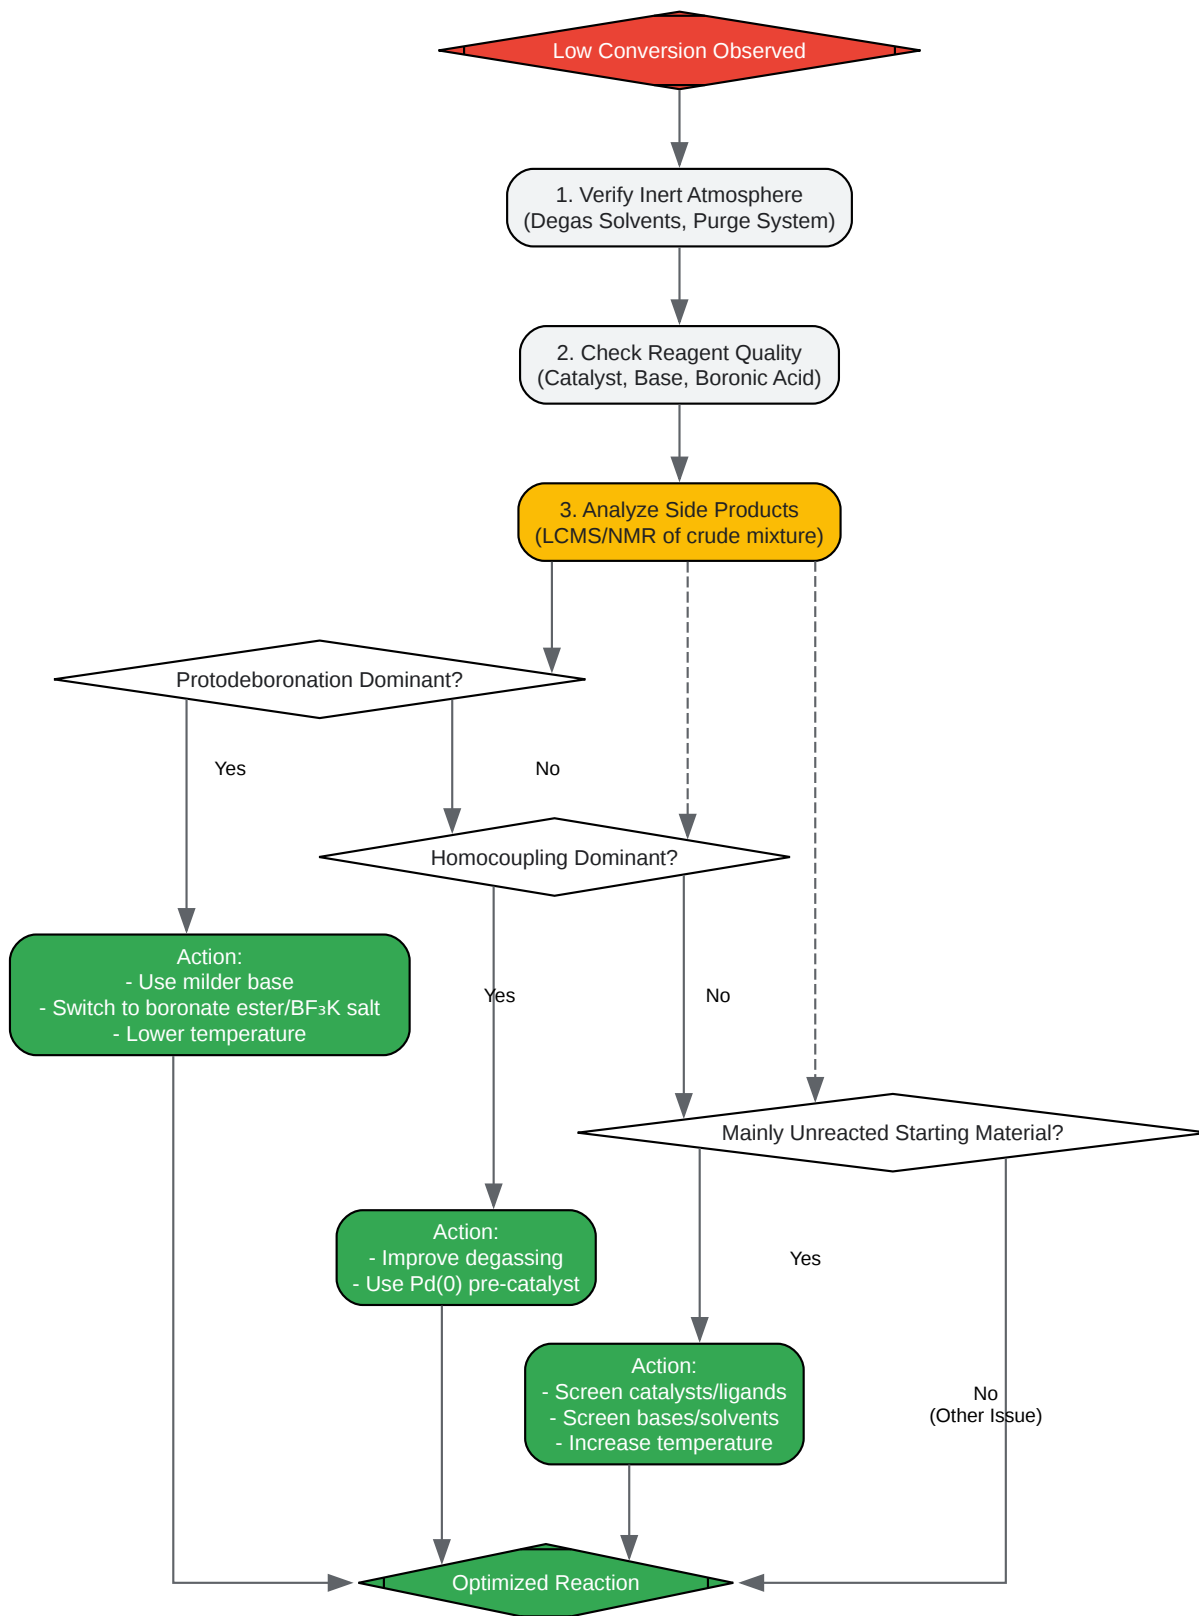 Low Conversion Observed
1. Verify Inert Atmosphere
(Degas Solvents, Purge System)
2. Check Reagent Quality
(Catalyst, Base, Boronic Acid)
3. Analyze Side Products
(LCMS/NMR of crude mixture)
Protodeboronation Dominant?
Yes
No
Homocoupling Dominant?
Action:
- Use milder base
- Switch to boronate ester/BF₃K salt
- Lower temperature
Yes
No
Mainly Unreacted Starting Material?
Action:
- Improve degassing
- Use Pd(0) pre-catalyst
Yes
Action:
- Screen catalysts/ligands
- Screen bases/solvents
- Increase temperature
No
(Other Issue)
Optimized Reaction